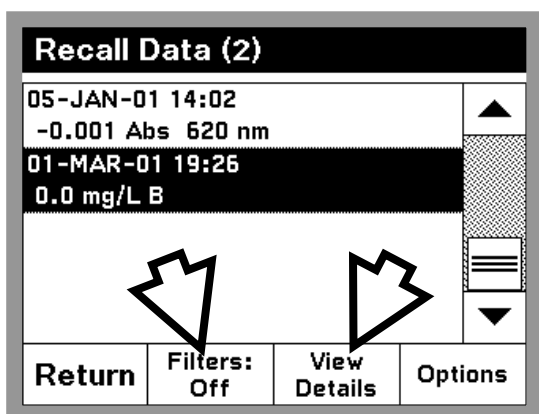 Recall Data (2)
05-JAN-01 14:02
-0.001 Abs 620 nm
01-MAR-01 19:26
0.0 mg/L B
Return
Filters:
Off
View
Details
Options